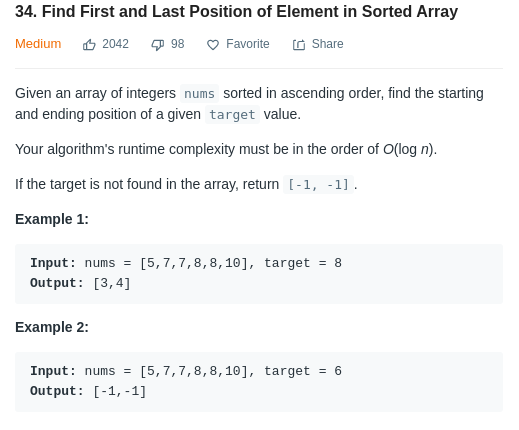 34. Find First and Last Position of Element in Sorted Array
Medium 2042 98 Favorite Share
Given an array of integers nums sorted in ascending order, find the starting
and ending position of a given target value.
Your algorithm's runtime complexity must be in the order of O(log n).
If the target is not found in the array, return [-1, -1].
Example 1:
Input: nums = [5,7,7,8,8,10], target = 8
Output: [3,4]
Example 2:
Input: nums = [5,7,7,8,8,10], target = 6
Output: [-1,-1]